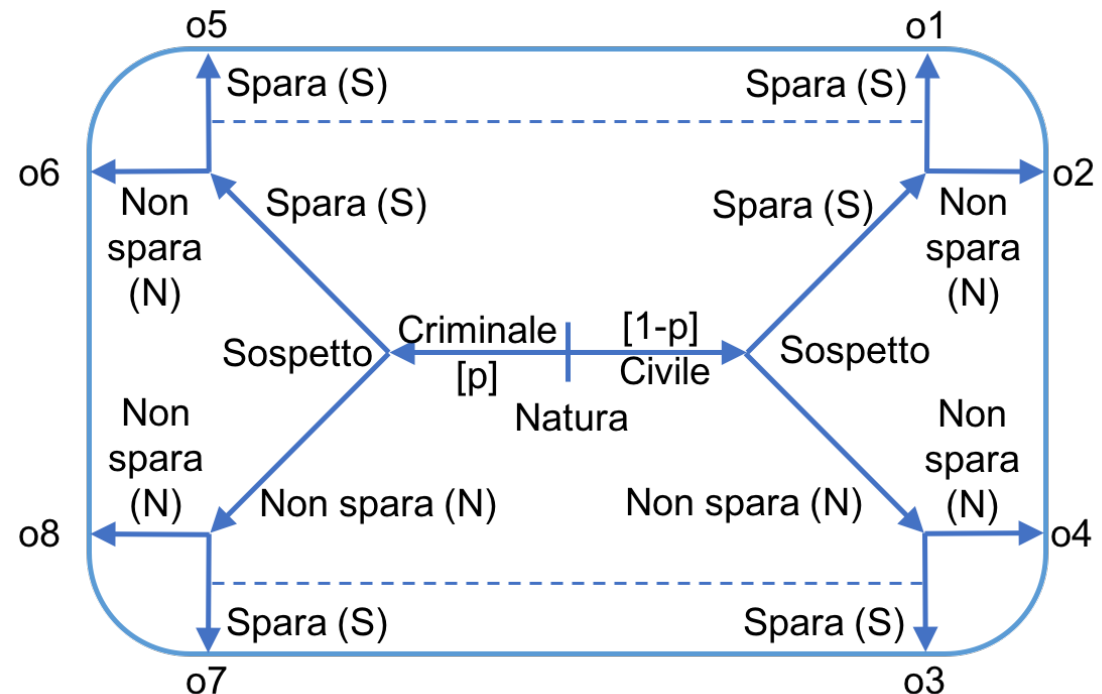 o5
o1
Spara (S)
Spara (S)
o6
o2
Non
spara
(N)
Spara (S)
Spara (S)
Non
spara
(N)
Sospetto
Criminale
[p]
[1-p]
Civile
Natura
Sospetto
Non
spara
(N)
Non spara (N)
Non spara (N)
Non
spara
(N)
o8
o4
Spara (S)
Spara (S)
o7
o3